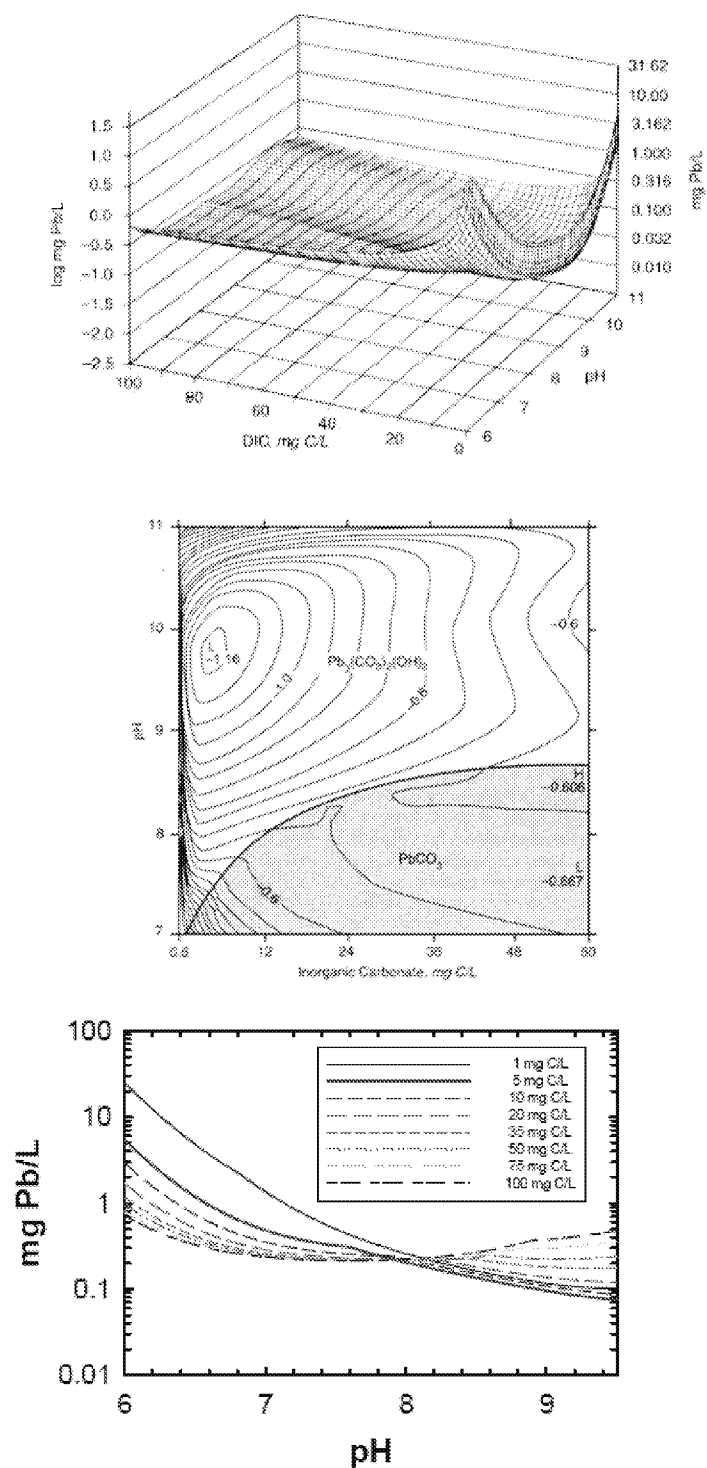 31.62
10.00
3.162
1.000
0.316
0.100
0.032
0.010
mg Pb/L
1.5
1.0
0.5
0.0
-0.5
-1.0
-1.5
-2.0
-2.5
log mg Pb/L
100
80
60
40
20
0
DIC, mg C/L
6
7
8
9
10
11
pH
11
10
9
8
7
pH
L
-1.16
-1.0
Pb3(CO3)2(OH)2
-0.6
H
-0.606
L
-0.667
PbCO3
12
24
36
48
60
Inorganic Carbonate, mg C/L
100
10
1
0.1
0.01
mg Pb/L
1 mg C/L
5 mg C/L
10 mg C/L
20 mg C/L
35 mg C/L
50 mg C/L
75 mg C/L
100 mg C/L
6
7
8
9
pH